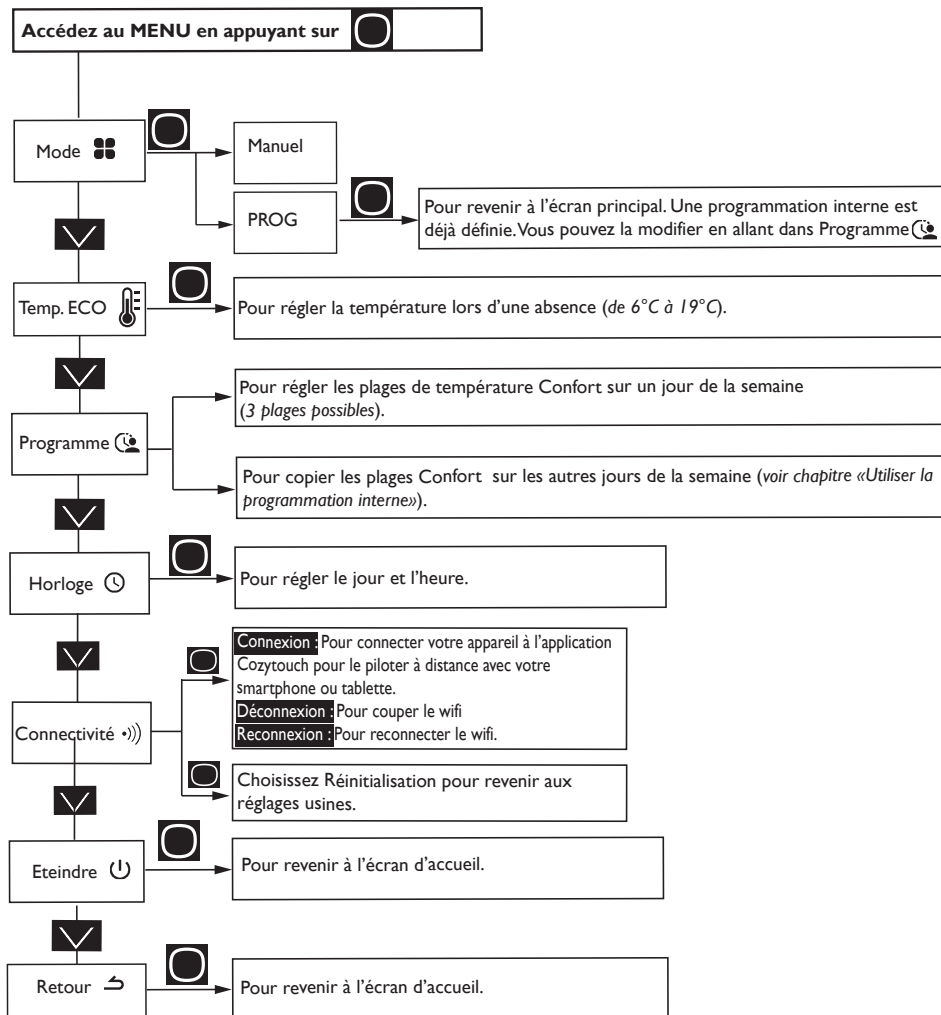 Accédez au MENU en appuyant sur
Mode
Manuel
PROG
Pour revenir à l'écran principal. Une programmation interne est
déjà définie. Vous pouvez la modifier en allant dans Programme
Temp. ECO
Pour régler la température lors d'une absence (de 6°C à 19°C).
Programme
Pour régler les plages de température Confort sur un jour de la semaine
(3 plages possibles).
Pour copier les plages Confort sur les autres jours de la semaine (voir chapitre «Utiliser la
programmation interne»).
Horloge
Pour régler le jour et l'heure.
Connectivité
Connexion : Pour connecter votre appareil à l'application
Cozytouch pour le piloter à distance avec votre
smartphone ou tablette.
Déconnexion : Pour couper le wifi
Reconnexion : Pour reconnecter le wifi.
Choisissez Réinitialisation pour revenir aux
réglages usines.
Eteindre
Pour revenir à l'écran d'accueil.
Retour
Pour revenir à l'écran d'accueil.